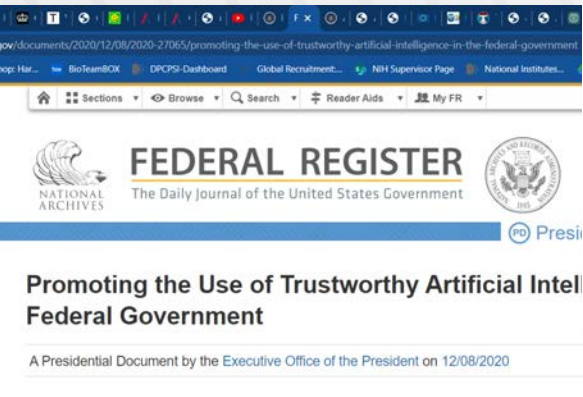 gov/documents/2020/12/08/2020-27065/promoting-the-use-of-trustworthy-artificial-intelligence-in-the-federal-government
hop: Har... BioTeamBOX DPCPSI-Dashboard Global Recruitment:... NIH Supervisor Page National Institutes...
Sections Browse Search Reader Aids My FR
NATIONAL ARCHIVES
FEDERAL REGISTER
The Daily Journal of the United States Government
PD Presi
Promoting the Use of Trustworthy Artificial Intell
Federal Government
A Presidential Document by the Executive Office of the President on 12/08/2020